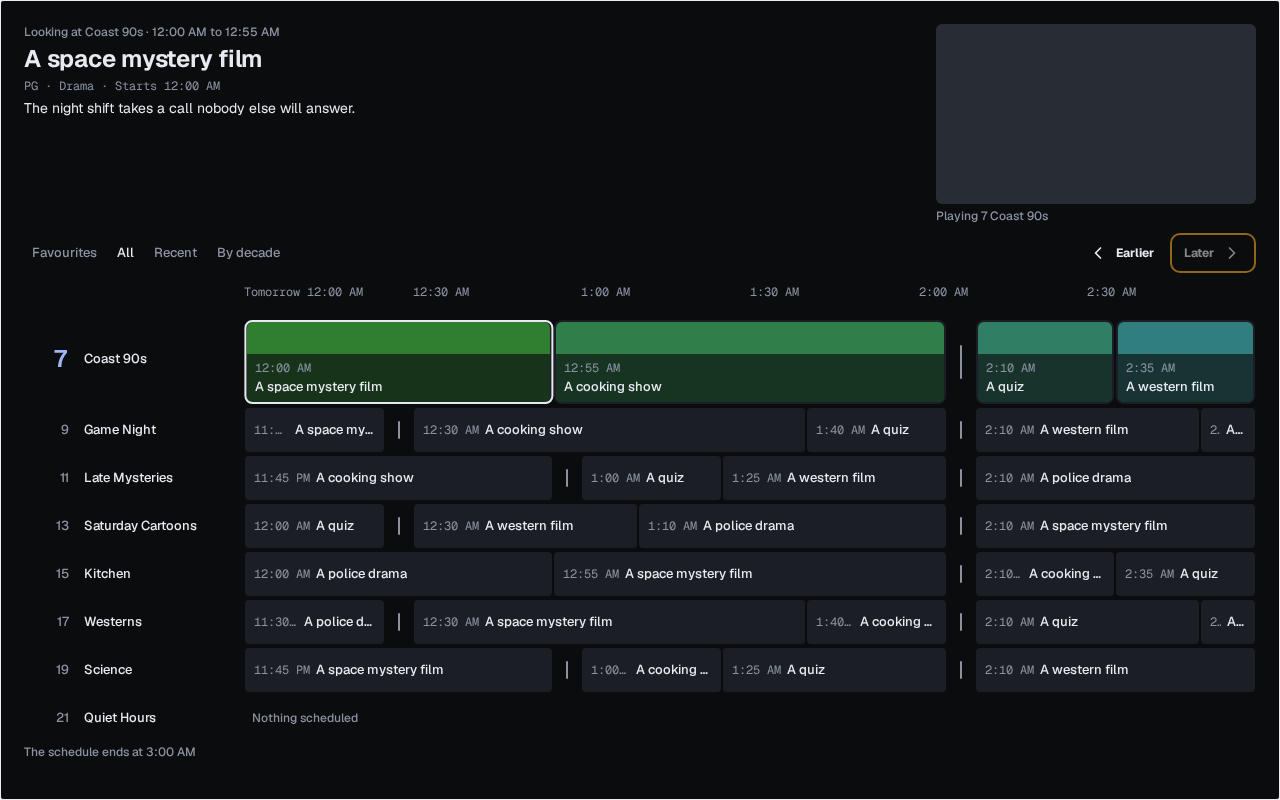 Looking at Coast 90s · 12:00 AM to 12:55 AM
A space mystery film
PG · Drama · Starts 12:00 AM
The night shift takes a call nobody else will answer.
Playing 7 Coast 90s
Favourites All Recent By decade Earlier Later
Tomorrow 12:00 AM 12:30 AM 1:00 AM 1:30 AM 2:00 AM 2:30 AM
7 Coast 90s
12:00 AM 12:55 AM 2:10 AM 2:35 AM
A space mystery film A cooking show A quiz A western film
9 Game Night 11:… A space my… 12:30 AM A cooking show 1:40 AM A quiz 2:10 AM A western film 2. A…
11 Late Mysteries 11:45 PM A cooking show 1:00 AM A quiz 1:25 AM A western film 2:10 AM A police drama
13 Saturday Cartoons 12:00 AM A quiz 12:30 AM A western film 1:10 AM A police drama 2:10 AM A space mystery film
15 Kitchen 12:00 AM A police drama 12:55 AM A space mystery film 2:10… A cooking … 2:35 AM A quiz
17 Westerns 11:30… A police d… 12:30 AM A space mystery film 1:40… A cooking … 2:10 AM A quiz 2. A…
19 Science 11:45 PM A space mystery film 1:00… A cooking … 1:25 AM A quiz 2:10 AM A western film
21 Quiet Hours Nothing scheduled
The schedule ends at 3:00 AM